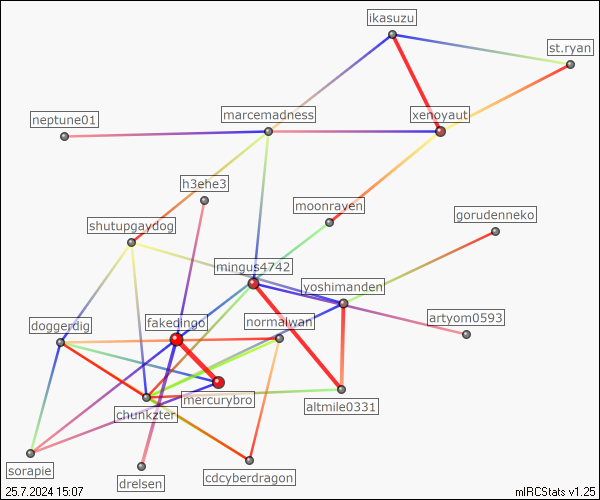 ikasuzu
st.ryan
neptune01
marcemadness
xenoyaut
h3ehe3
moonraven
gorudenneko
shutupgaydog
mingus4742
yoshimanden
doggerdig
fakedingo
normalwan
artyom0593
mercurybro
altmile0331
chunkzter
sorapie
drelsen
cdcyberdragon
25.7.2024 15:07
mIRCStats v1.25